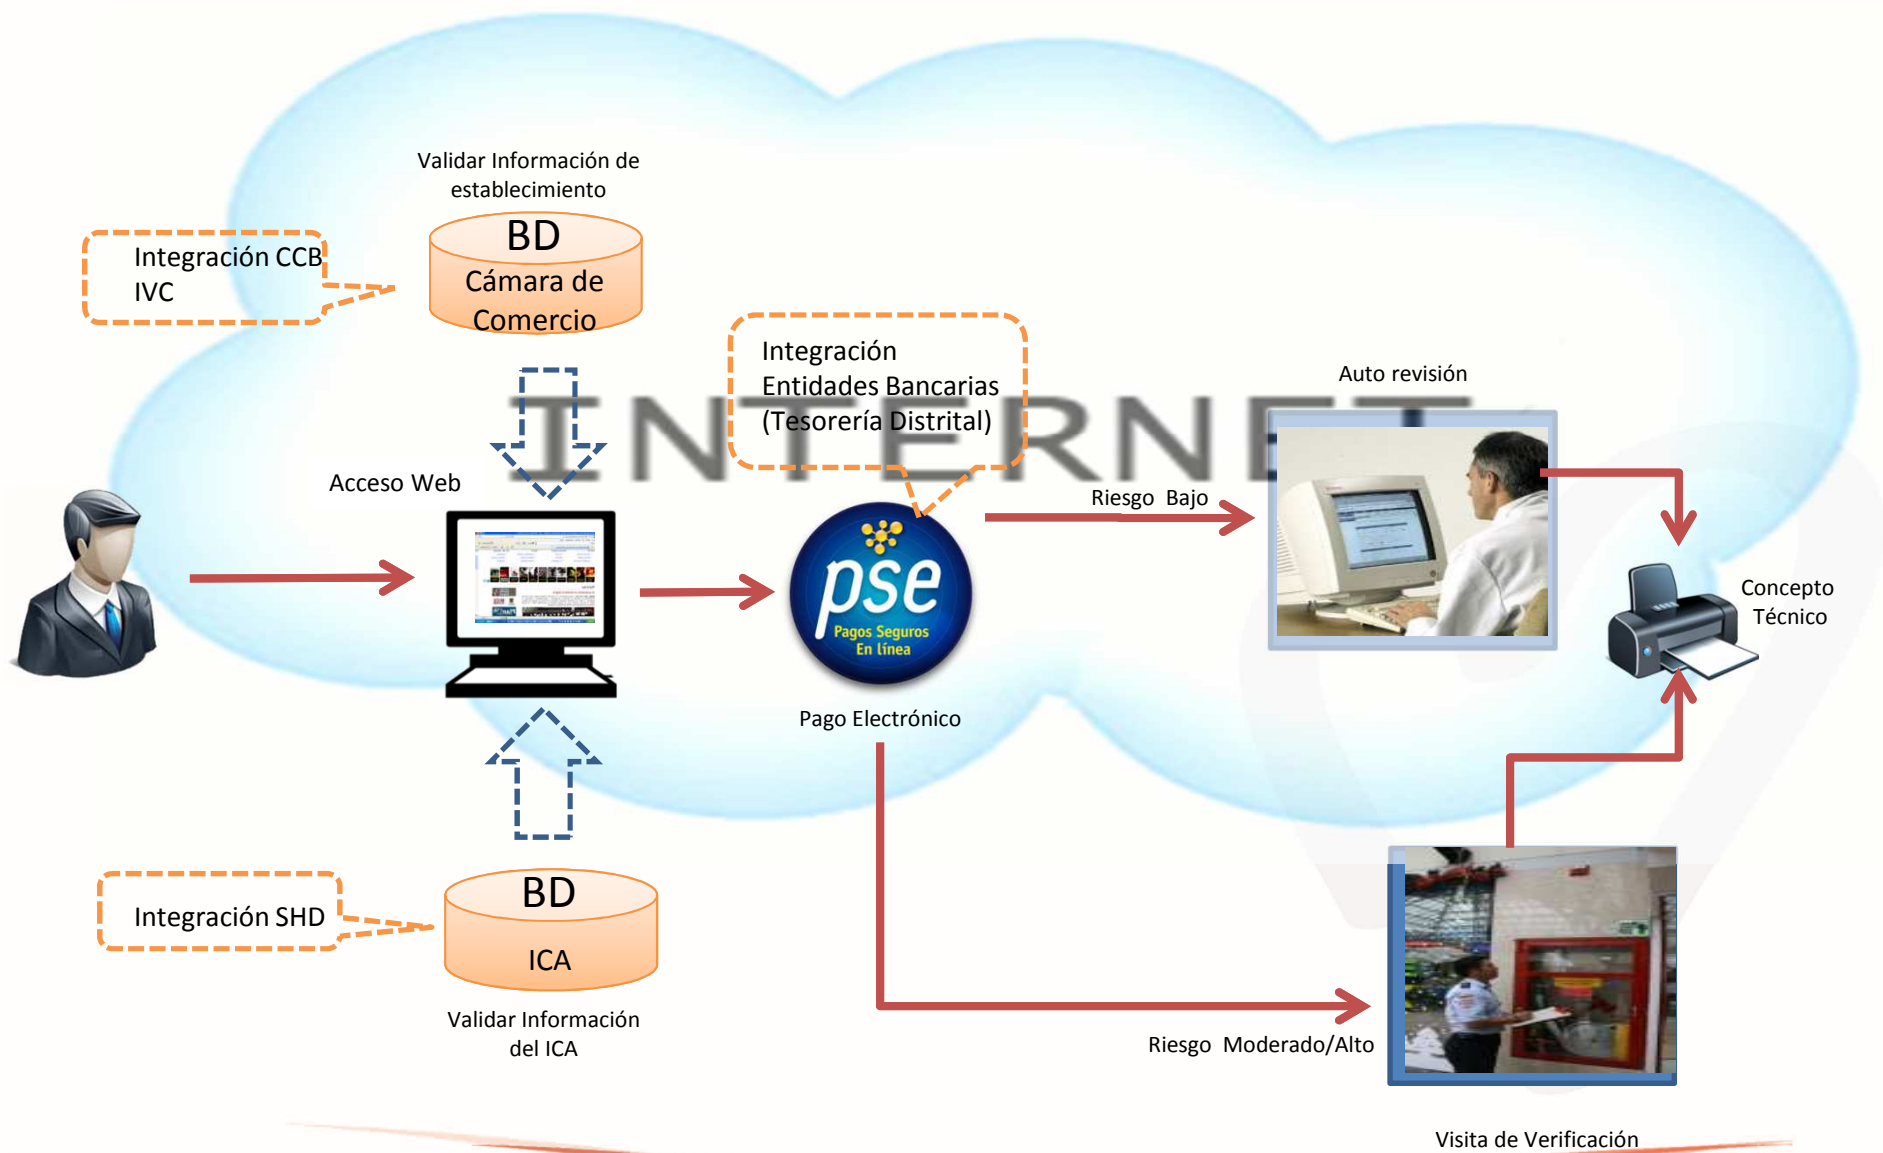 Validar Información de
establecimiento
BD
Cámara de
Comercio
Integración CCB
IVC
Integración
Entidades Bancarias
(Tesorería Distrital)
INTERNET
Auto revisión
Acceso Web
Riesgo Bajo
pse
Pagos Seguros
En línea
Concepto
Técnico
Pago Electrónico
BD
ICA
Integración SHD
Validar Información
del ICA
Riesgo Moderado/Alto
Visita de Verificación